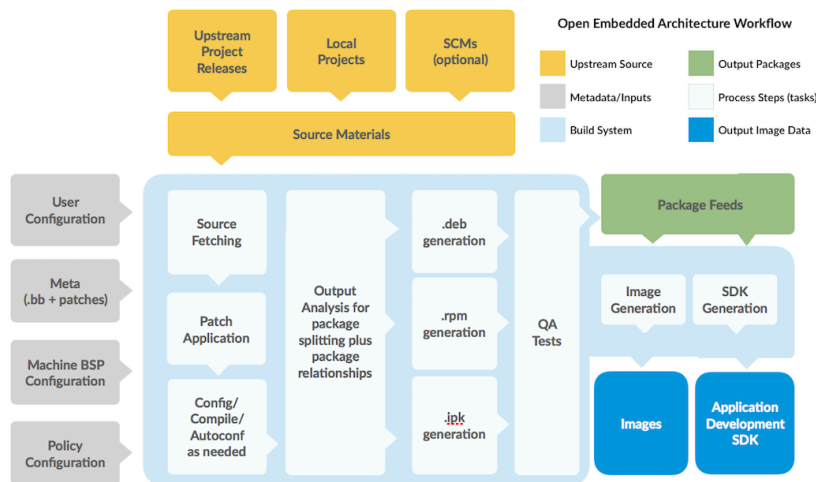 Open Embedded Architecture Workflow
Upstream
Project
Releases
Local
Projects
SCMs
(optional)
Upstream Source
Output Packages
Metadata/Inputs
Process Steps (tasks)
Build System
Output Image Data
Source Materials
User
Configuration
Meta
(.bb + patches)
Machine BSP
Configuration
Policy
Configuration
Source
Fetching
Patch
Application
Config/
Compile/
Autoconf
as needed
Output
Analysis for
package
splitting plus
package
relationships
.deb
generation
.rpm
generation
.ipk
generation
QA
Tests
Package Feeds
Image
Generation
SDK
Generation
Images
Application
Development
SDK